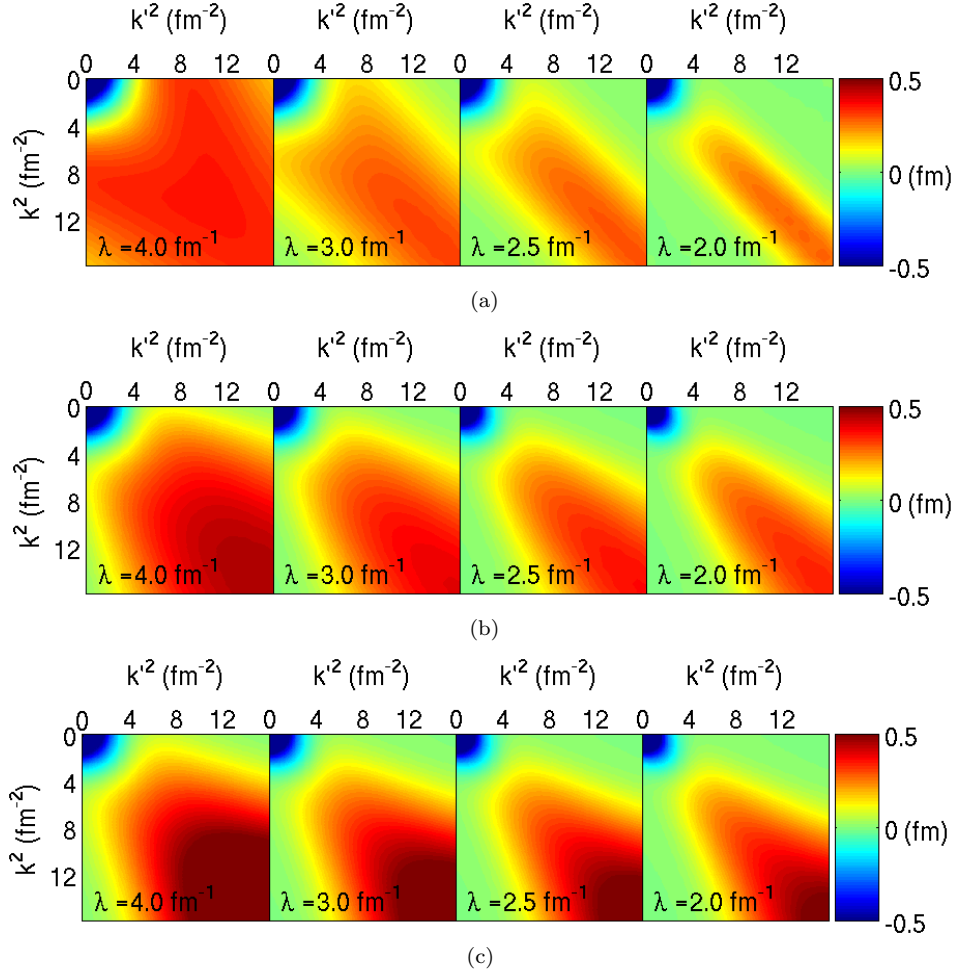 k'² (fm⁻²) k'² (fm⁻²) k'² (fm⁻²) k'² (fm⁻²)
0 4 8 12 0 4 8 12 0 4 8 12 0 4 8 12
0
4
8
12
k² (fm⁻²)
λ =4.0 fm⁻¹ λ =3.0 fm⁻¹ λ =2.5 fm⁻¹ λ =2.0 fm⁻¹
0.5
0 (fm)
-0.5
(a)
k'² (fm⁻²) k'² (fm⁻²) k'² (fm⁻²) k'² (fm⁻²)
0 4 8 12 0 4 8 12 0 4 8 12 0 4 8 12
0
4
8
12
k² (fm⁻²)
λ =4.0 fm⁻¹ λ =3.0 fm⁻¹ λ =2.5 fm⁻¹ λ =2.0 fm⁻¹
0.5
0 (fm)
-0.5
(b)
k'² (fm⁻²) k'² (fm⁻²) k'² (fm⁻²) k'² (fm⁻²)
0 4 8 12 0 4 8 12 0 4 8 12 0 4 8 12
0
4
8
12
k² (fm⁻²)
λ =4.0 fm⁻¹ λ =3.0 fm⁻¹ λ =2.5 fm⁻¹ λ =2.0 fm⁻¹
0.5
0 (fm)
-0.5
(c)